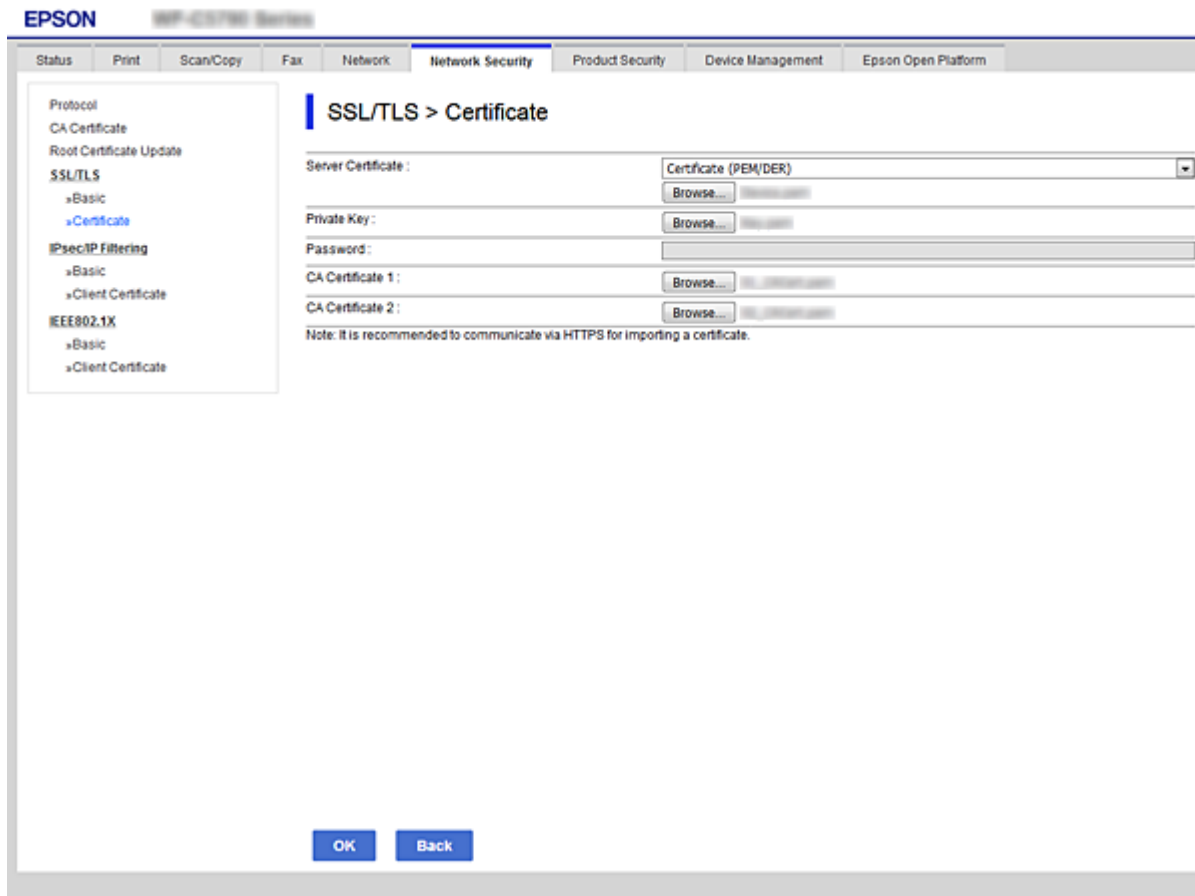 EPSON
Status Print Scan/Copy Fax Network Network Security Product Security Device Management Epson Open Platform
Protocol
CA Certificate
Root Certificate Update
SSL/TLS
»Basic
»Certificate
IPsec/IP Filtering
»Basic
»Client Certificate
IEEE802.1X
»Basic
»Client Certificate
SSL/TLS > Certificate
Server Certificate : Certificate (PEM/DER)
Browse...
Private Key : Browse...
Password :
CA Certificate 1 : Browse...
CA Certificate 2 : Browse...
Note: It is recommended to communicate via HTTPS for importing a certificate.
OK Back